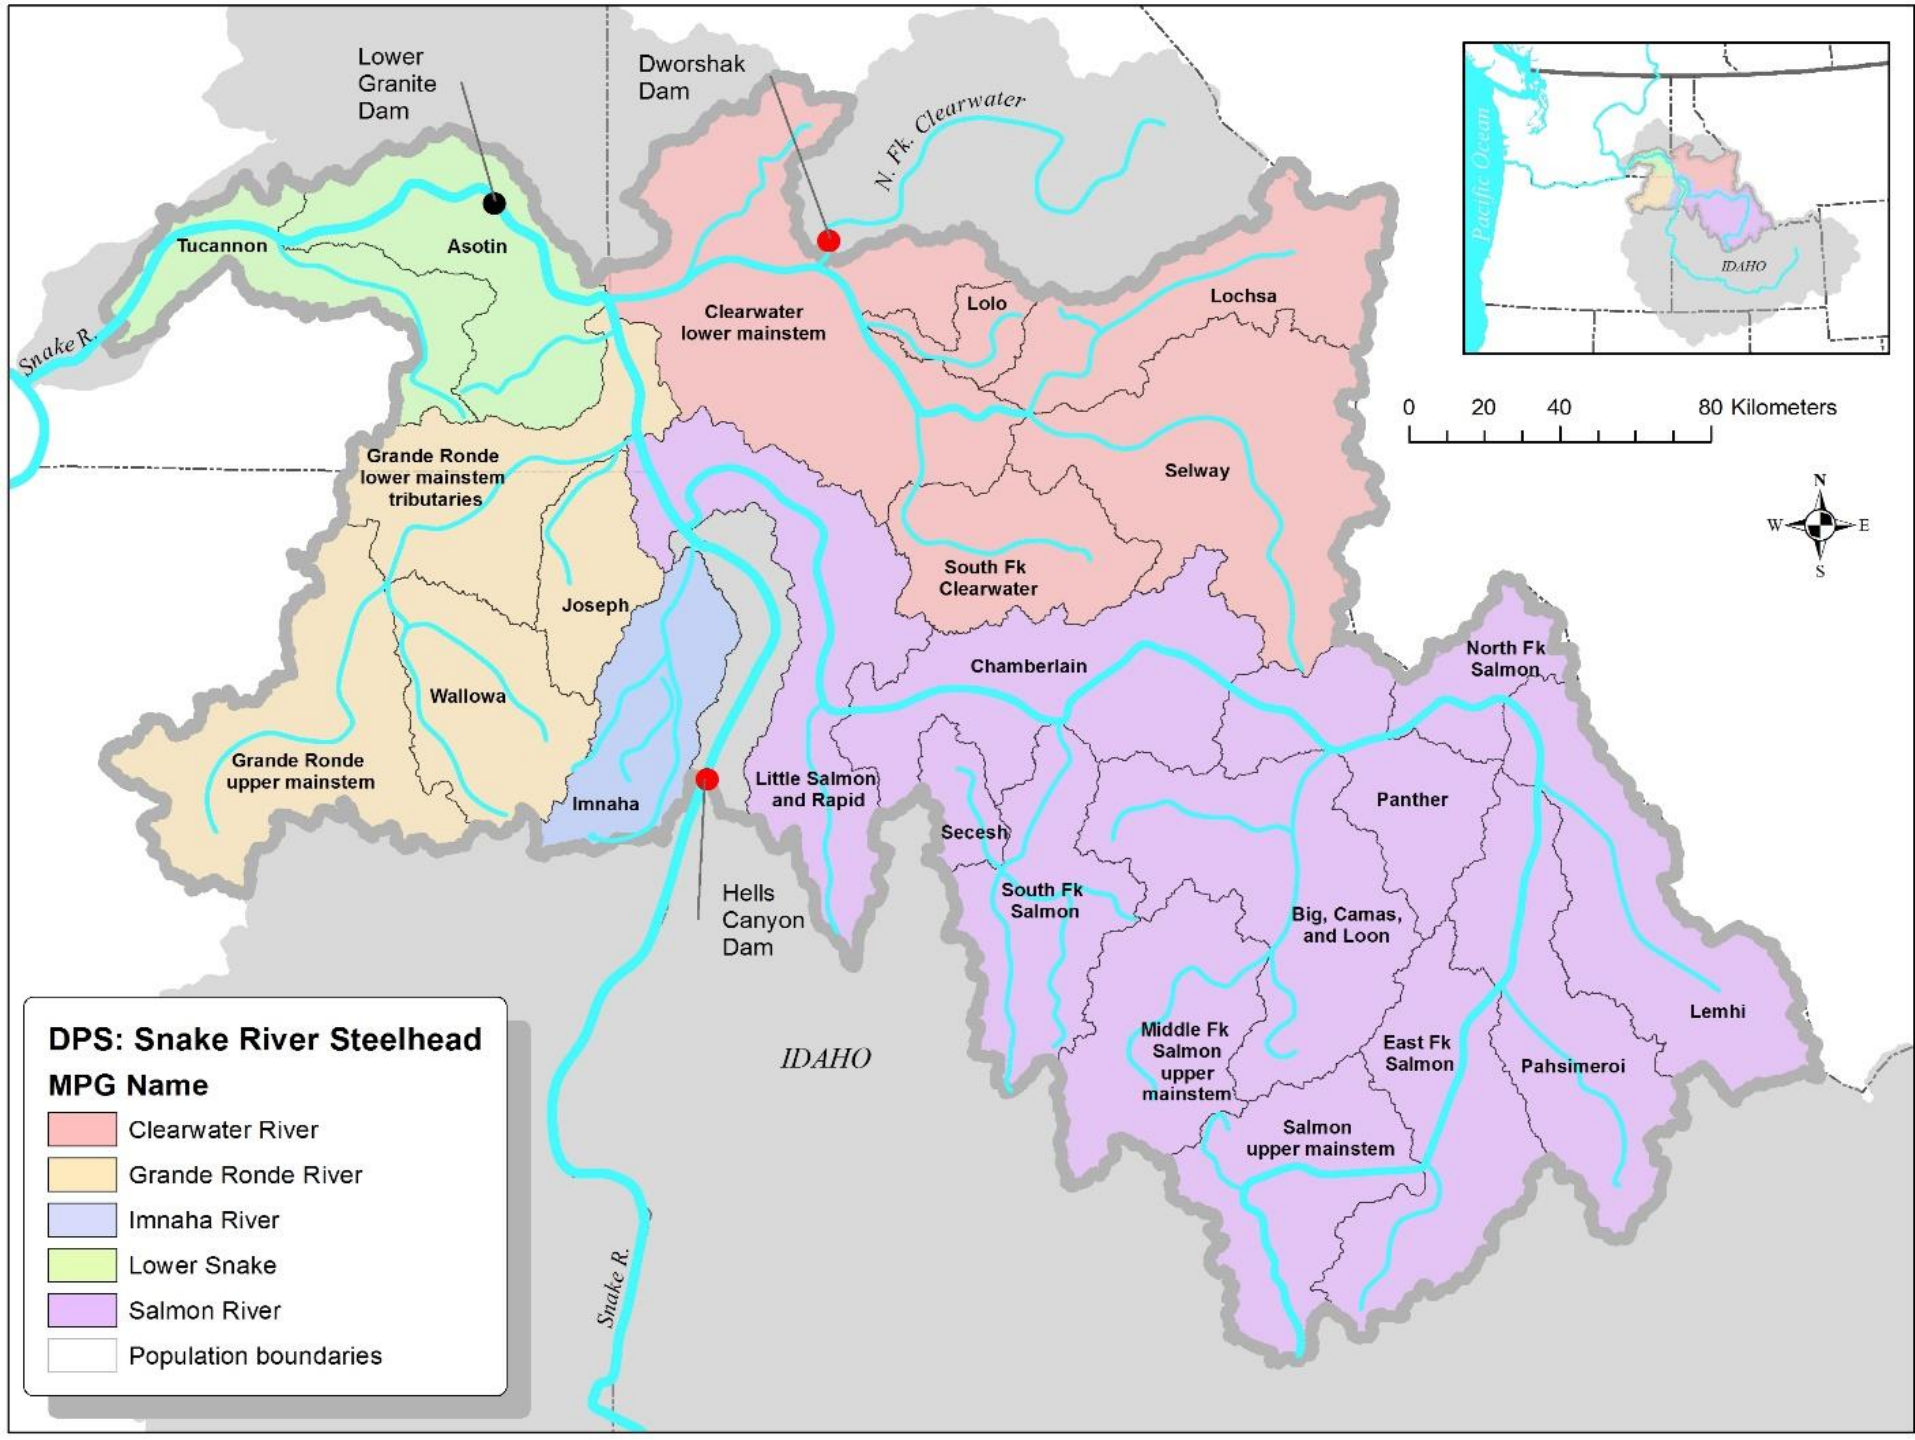 Lower
Granite
Dam
Dworshak
Dam
N. Fk. Clearwater
Pacific Ocean
IDAHO
Tucannon
Asotin
Snake R.
Clearwater
lower mainstem
Lolo
Lochsa
0 20 40 80 Kilometers
Grande Ronde
lower mainstem
tributaries
Selway
N
W E
S
South Fk
Clearwater
Joseph
Wallowa
Chamberlain
North Fk
Salmon
Grande Ronde
upper mainstem
Imnaha
Little Salmon
and Rapid
Panther
Secesh
South Fk
Salmon
Big, Camas,
and Loon
Hells
Canyon
Dam
IDAHO
Middle Fk
Salmon
upper
mainstem
East Fk
Salmon
Pahsimeroi
Lemhi
Salmon
upper mainstem
Snake R.
DPS: Snake River Steelhead
MPG Name
Clearwater River
Grande Ronde River
Imnaha River
Lower Snake
Salmon River
Population boundaries